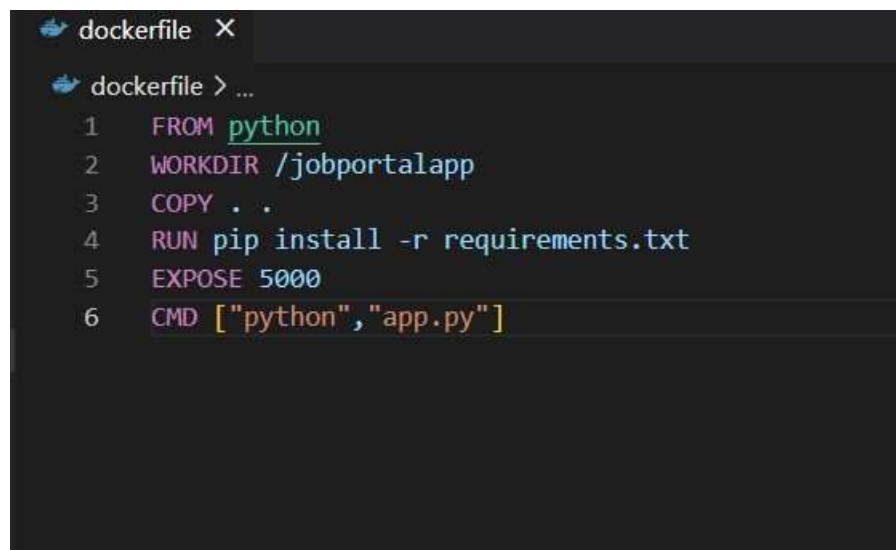 dockerfile X
dockerfile > ...
1 FROM python
2 WORKDIR /jobportalapp
3 COPY . .
4 RUN pip install -r requirements.txt
5 EXPOSE 5000
6 CMD ["python","app.py"]